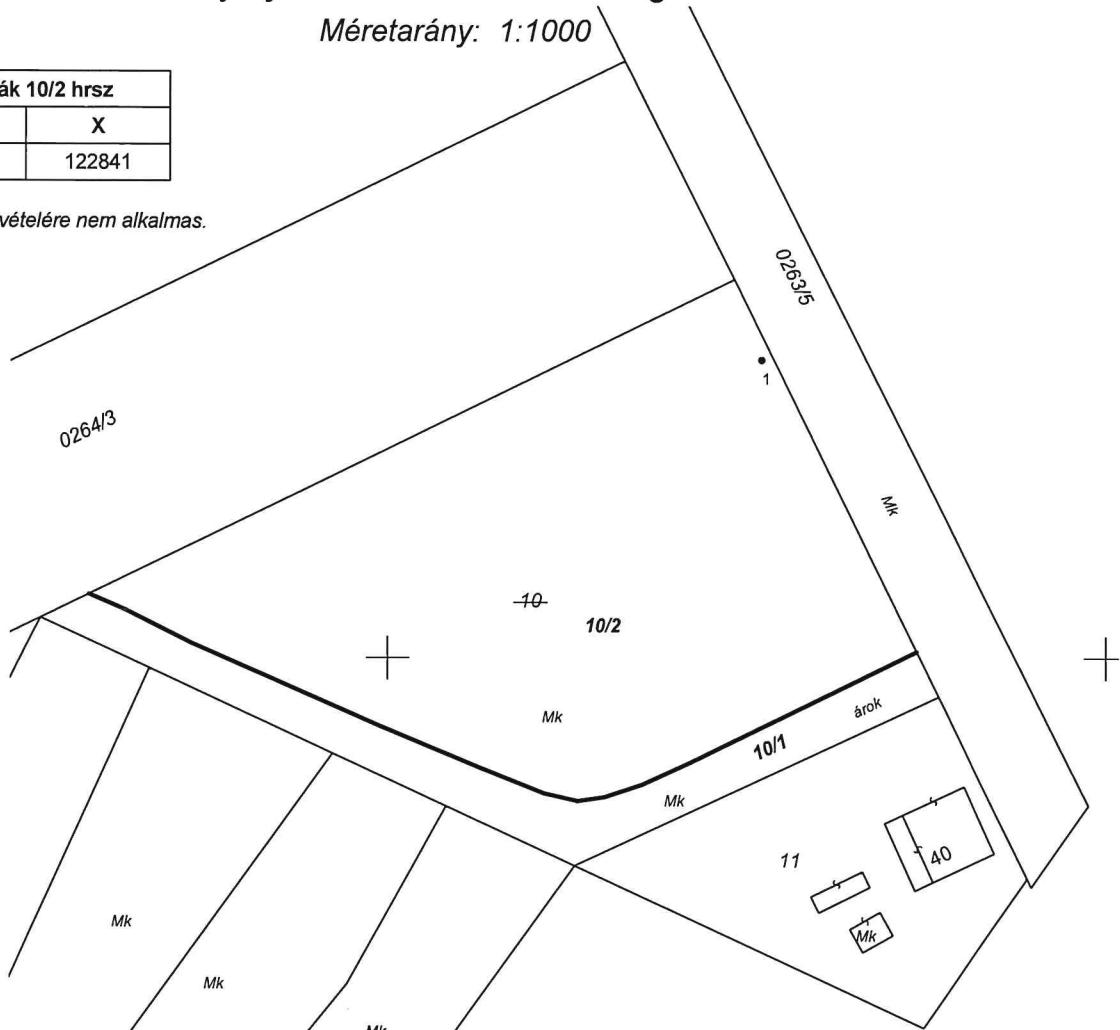 Méretarány: 1:1000
ák 10/2 hrsz
X
122841
vételére nem alkalmas.
0263/5
1
0264/3
Mk
10
10/2
Mk
árok
10/1
Mk
11
40
Mk
Mk
Mk
Mk